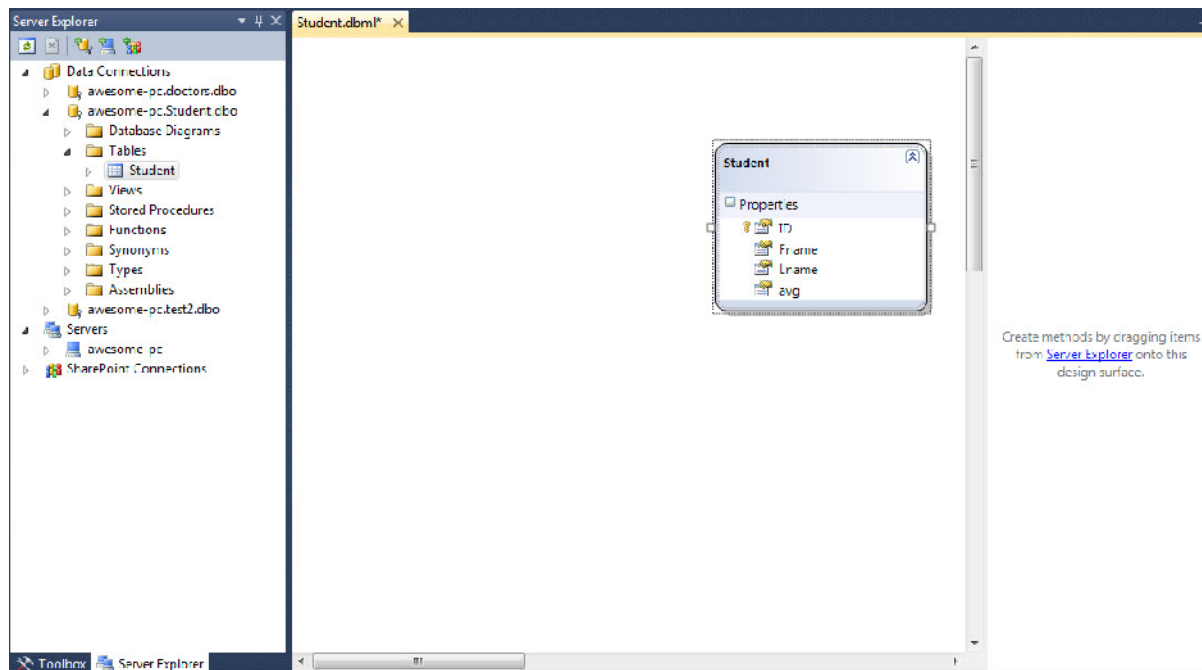 Server Explorer
Student.dbml*
Data Connections
awesome-pc.doctors.dbo
awesome-pc.Student.dbo
Database Diagrams
Tables
Student
Views
Stored Procedures
Functions
Synonyms
Types
Assemblies
awesome-pc.test2.dbo
Servers
awesome-pc
SharePoint Connections
Toolbox
Server Explorer
Student
Properties
ID
Fname
Lname
avg
Create methods by dragging items
from Server Explorer onto this
design surface.